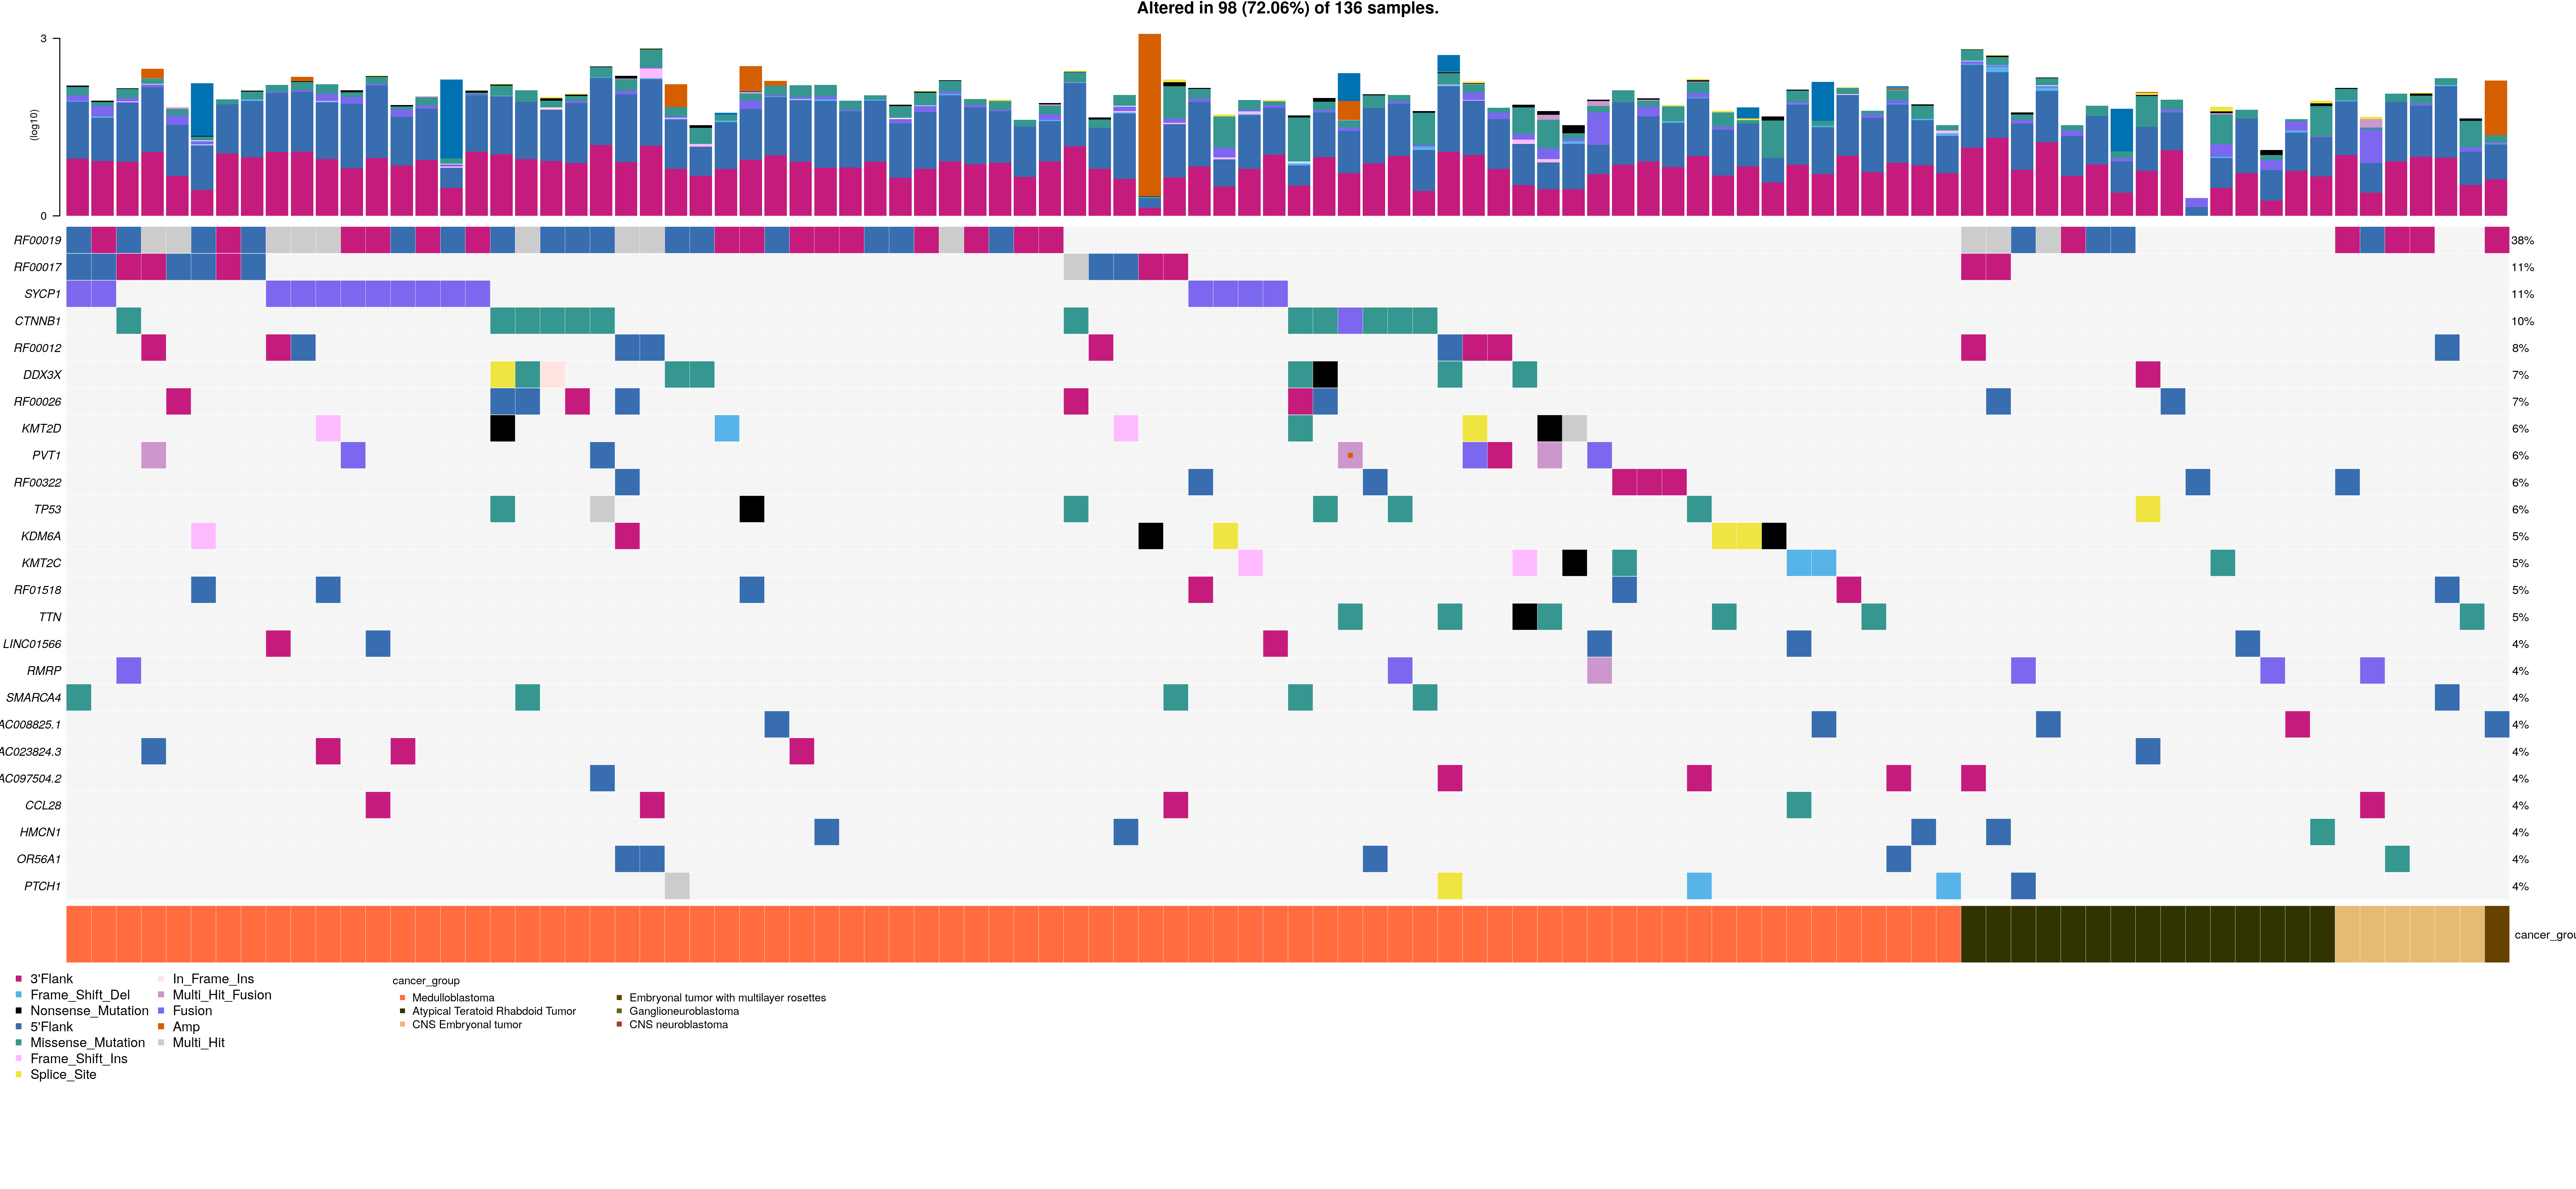 Altered in 98 (72.06%) of 136 samples.
3
(log10)
0
RF00019 38%
RF00017 11%
SYCP1 11%
CTNNB1 10%
RF00012 8%
DDX3X 7%
RF00026 7%
KMT2D 6%
PVT1 6%
RF00322 6%
TP53 6%
KDM6A 5%
KMT2C 5%
RF01518 5%
TTN 5%
LINC01566 4%
RMRP 4%
SMARCA4 4%
AC008825.1 4%
AC023824.3 4%
AC097504.2 4%
CCL28 4%
HMCN1 4%
OR56A1 4%
PTCH1 4%
cancer_grou
3'Flank
Frame_Shift_Del
Nonsense_Mutation
5'Flank
Missense_Mutation
Frame_Shift_Ins
Splice_Site
In_Frame_Ins
Multi_Hit_Fusion
Fusion
Amp
Multi_Hit
cancer_group
Medulloblastoma
Atypical Teratoid Rhabdoid Tumor
CNS Embryonal tumor
Embryonal tumor with multilayer rosettes
Ganglioneuroblastoma
CNS neuroblastoma